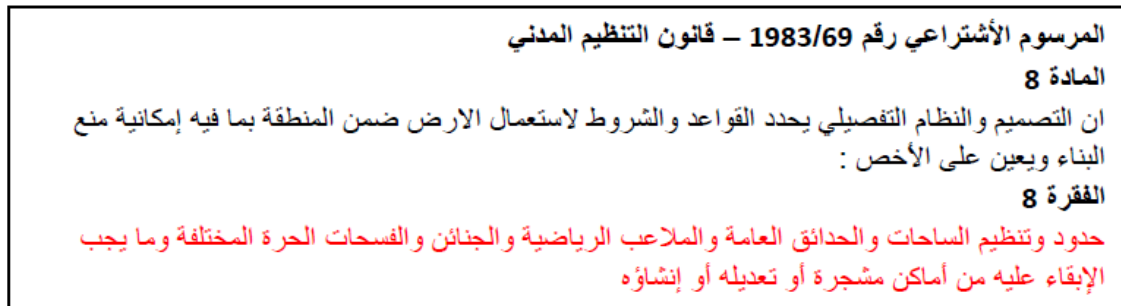 المرسوم الأشتراعي رقم 1983/69 – قانون التنظيم المدني
المادة 8
ان التصميم والنظام التفصيلي يحدد القواعد والشروط لاستعمال الارض ضمن المنطقة بما فيه إمكانية منع
البناء ويعين على الأخص :
الفقرة 8
حدود وتنظيم الساحات والحدائق العامة والملاعب الرياضية والجنائن والفسحات الحرة المختلفة وما يجب
الإبقاء عليه من أماكن مشجرة أو تعديله أو إنشاؤه